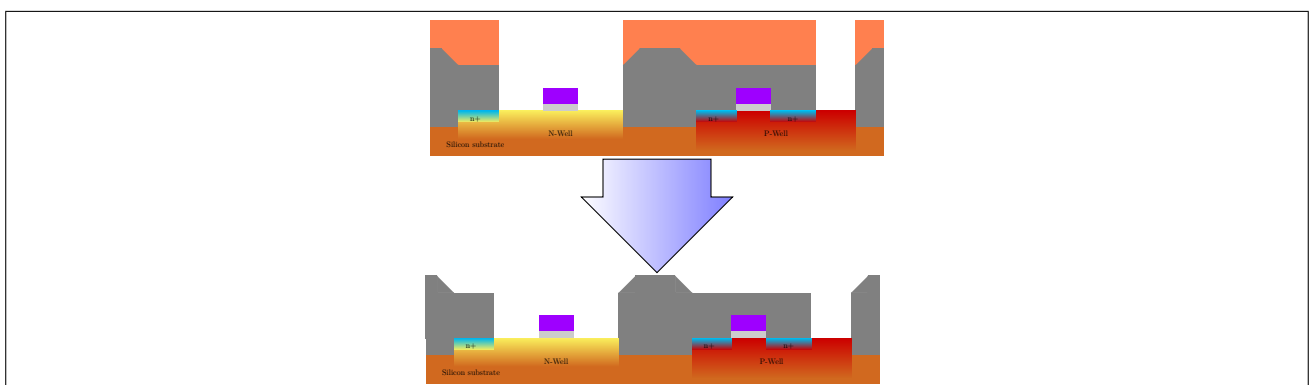 n+ n+ n+
N-Well P-Well
Silicon substrate
n+ n+ n+
N-Well P-Well
Silicon substrate